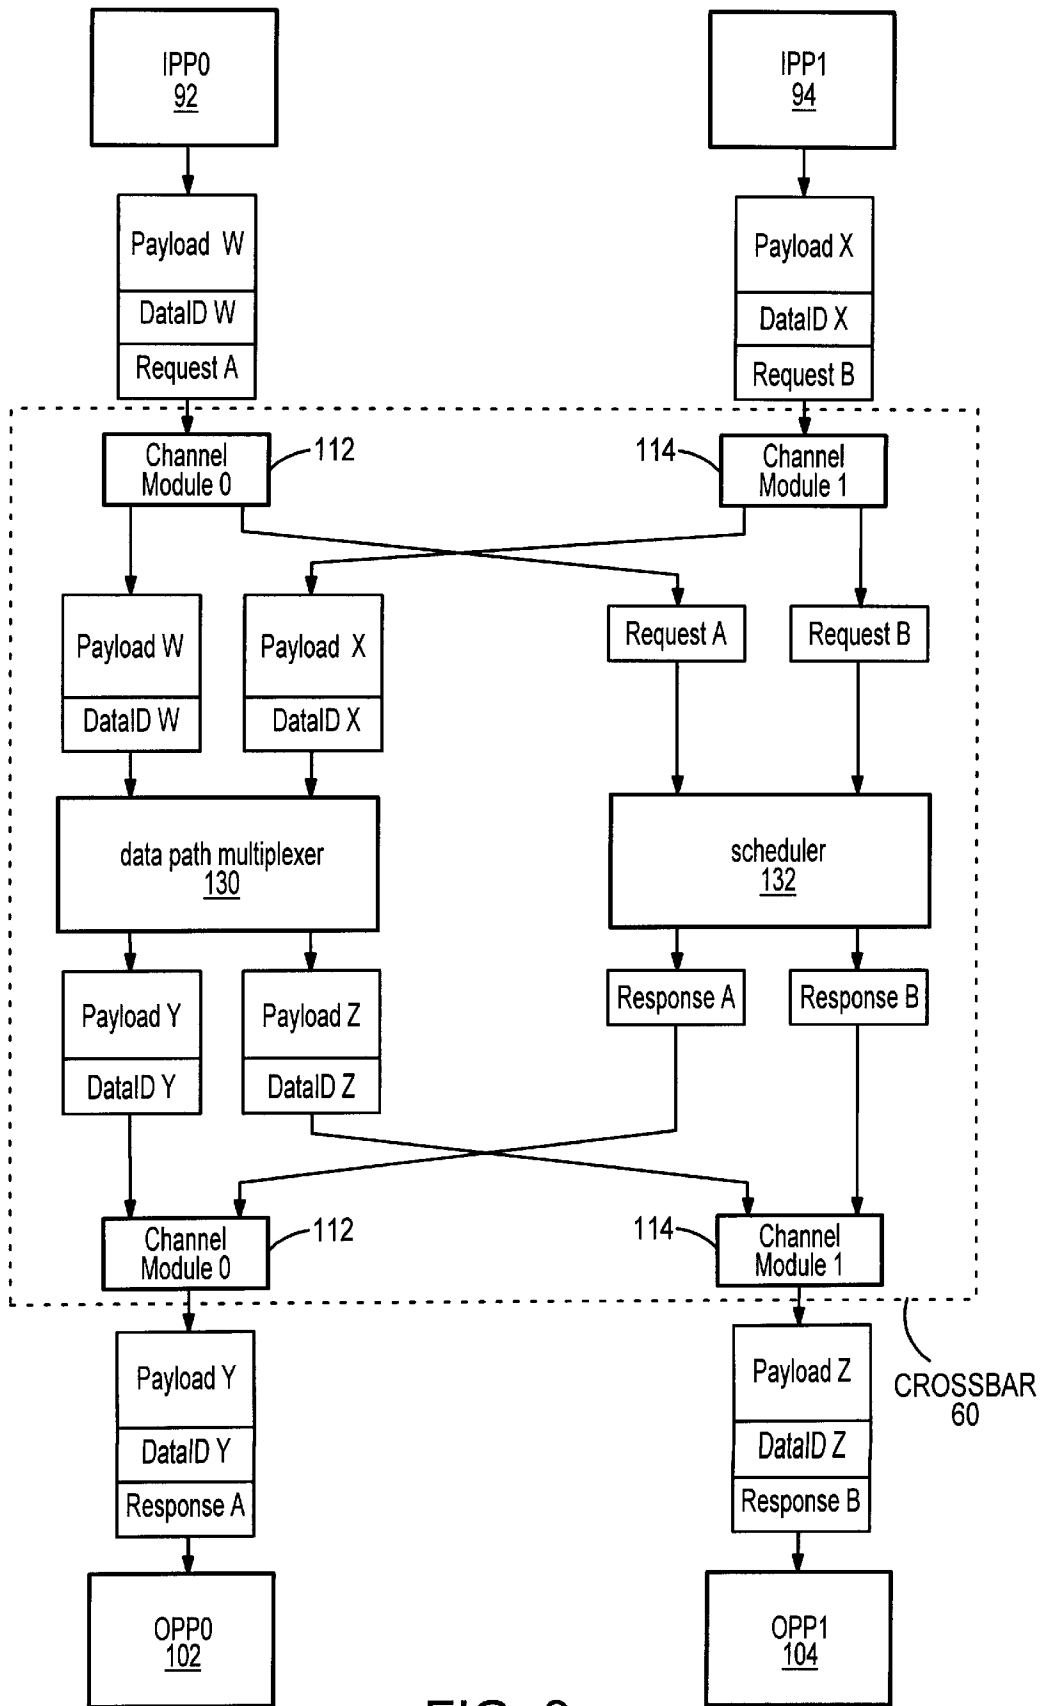 IPP0
92
IPP1
94
Payload W
DataID W
Request A
Payload X
DataID X
Request B
Channel
Module 0
112
114
Channel
Module 1
Payload W
DataID W
Payload X
DataID X
Request A
Request B
data path multiplexer
130
scheduler
132
Payload Y
DataID Y
Payload Z
DataID Z
Response A
Response B
Channel
Module 0
112
114
Channel
Module 1
Payload Y
DataID Y
Response A
Payload Z
DataID Z
Response B
CROSSBAR
60
OPP0
102
OPP1
104